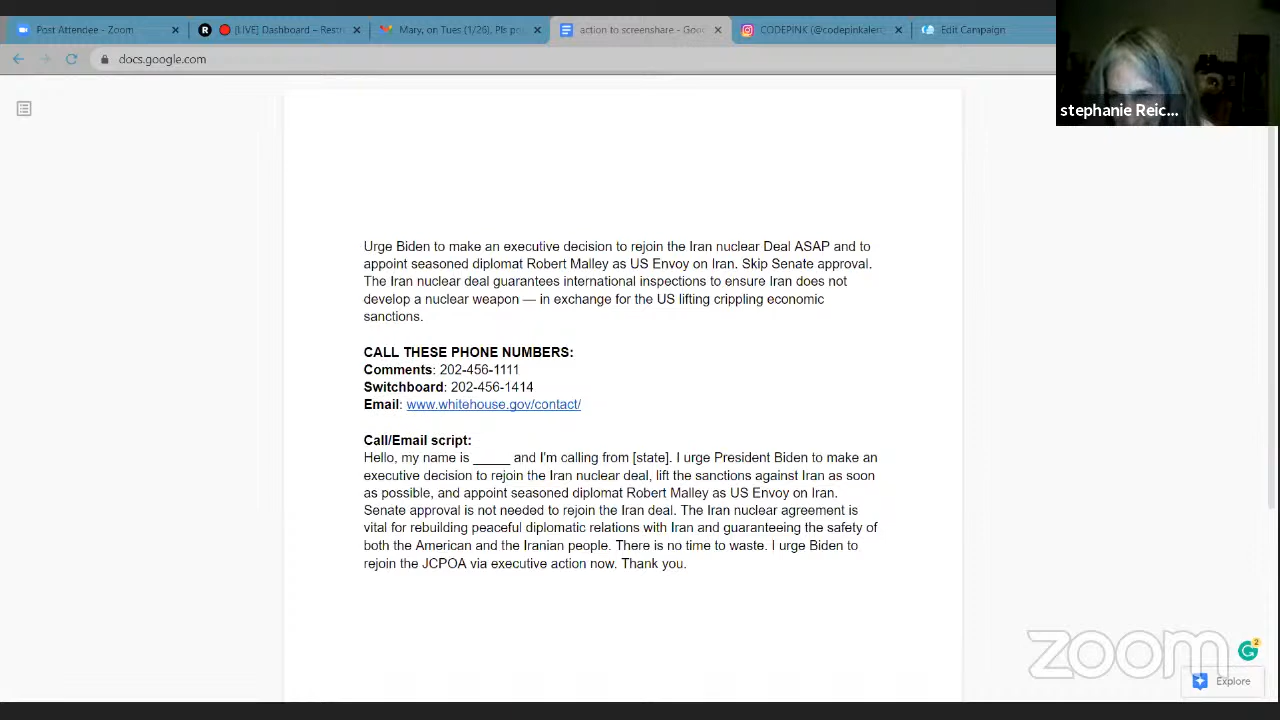 Post Attendee - Zoom
[LIVE] Dashboard – Restr
Mary, on Tues (1/26), Pls po
action to screenshare - Goo
CODEPINK (@codepinkalert
Edit Campaign
docs.google.com
stephanie Reic...
Urge Biden to make an executive decision to rejoin the Iran nuclear Deal ASAP and to
appoint seasoned diplomat Robert Malley as US Envoy on Iran. Skip Senate approval.
The Iran nuclear deal guarantees international inspections to ensure Iran does not
develop a nuclear weapon — in exchange for the US lifting crippling economic
sanctions.
CALL THESE PHONE NUMBERS:
Comments: 202-456-1111
Switchboard: 202-456-1414
Email: www.whitehouse.gov/contact/
Call/Email script:
Hello, my name is _____ and I'm calling from [state]. I urge President Biden to make an
executive decision to rejoin the Iran nuclear deal, lift the sanctions against Iran as soon
as possible, and appoint seasoned diplomat Robert Malley as US Envoy on Iran.
Senate approval is not needed to rejoin the Iran deal. The Iran nuclear agreement is
vital for rebuilding peaceful diplomatic relations with Iran and guaranteeing the safety of
both the American and the Iranian people. There is no time to waste. I urge Biden to
rejoin the JCPOA via executive action now. Thank you.
zoom
2
Explore